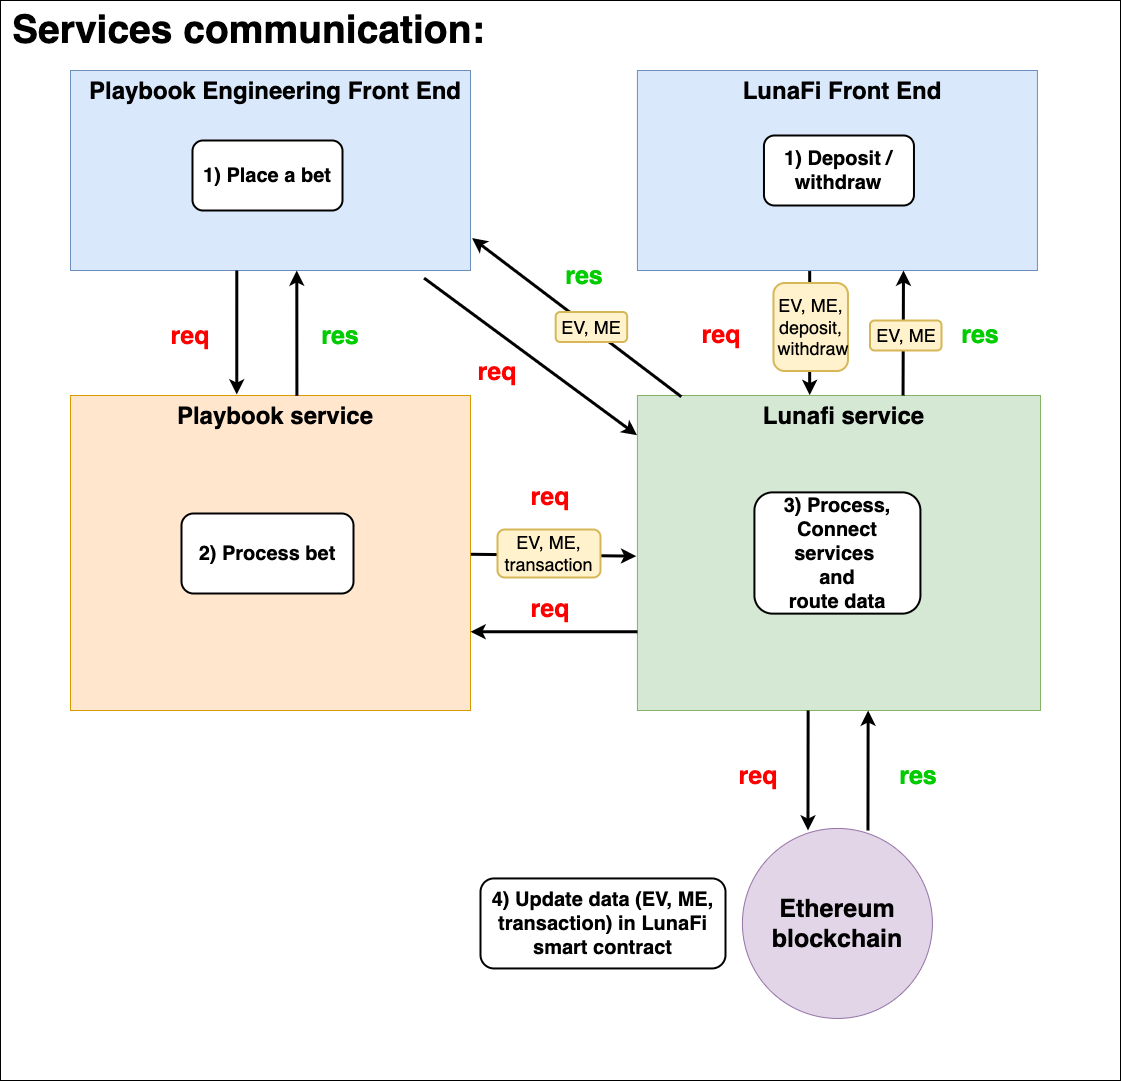 Services communication:
Playbook Engineering Front End
1) Place a bet
LunaFi Front End
1) Deposit /
withdraw
req
res
res
EV, ME
req
req
EV, ME,
deposit,
withdraw
EV, ME
res
Playbook service
2) Process bet
req
EV, ME,
transaction
req
Lunafi service
3) Process,
Connect
services
and
route data
req
res
4) Update data (EV, ME,
transaction) in LunaFi
smart contract
Ethereum
blockchain